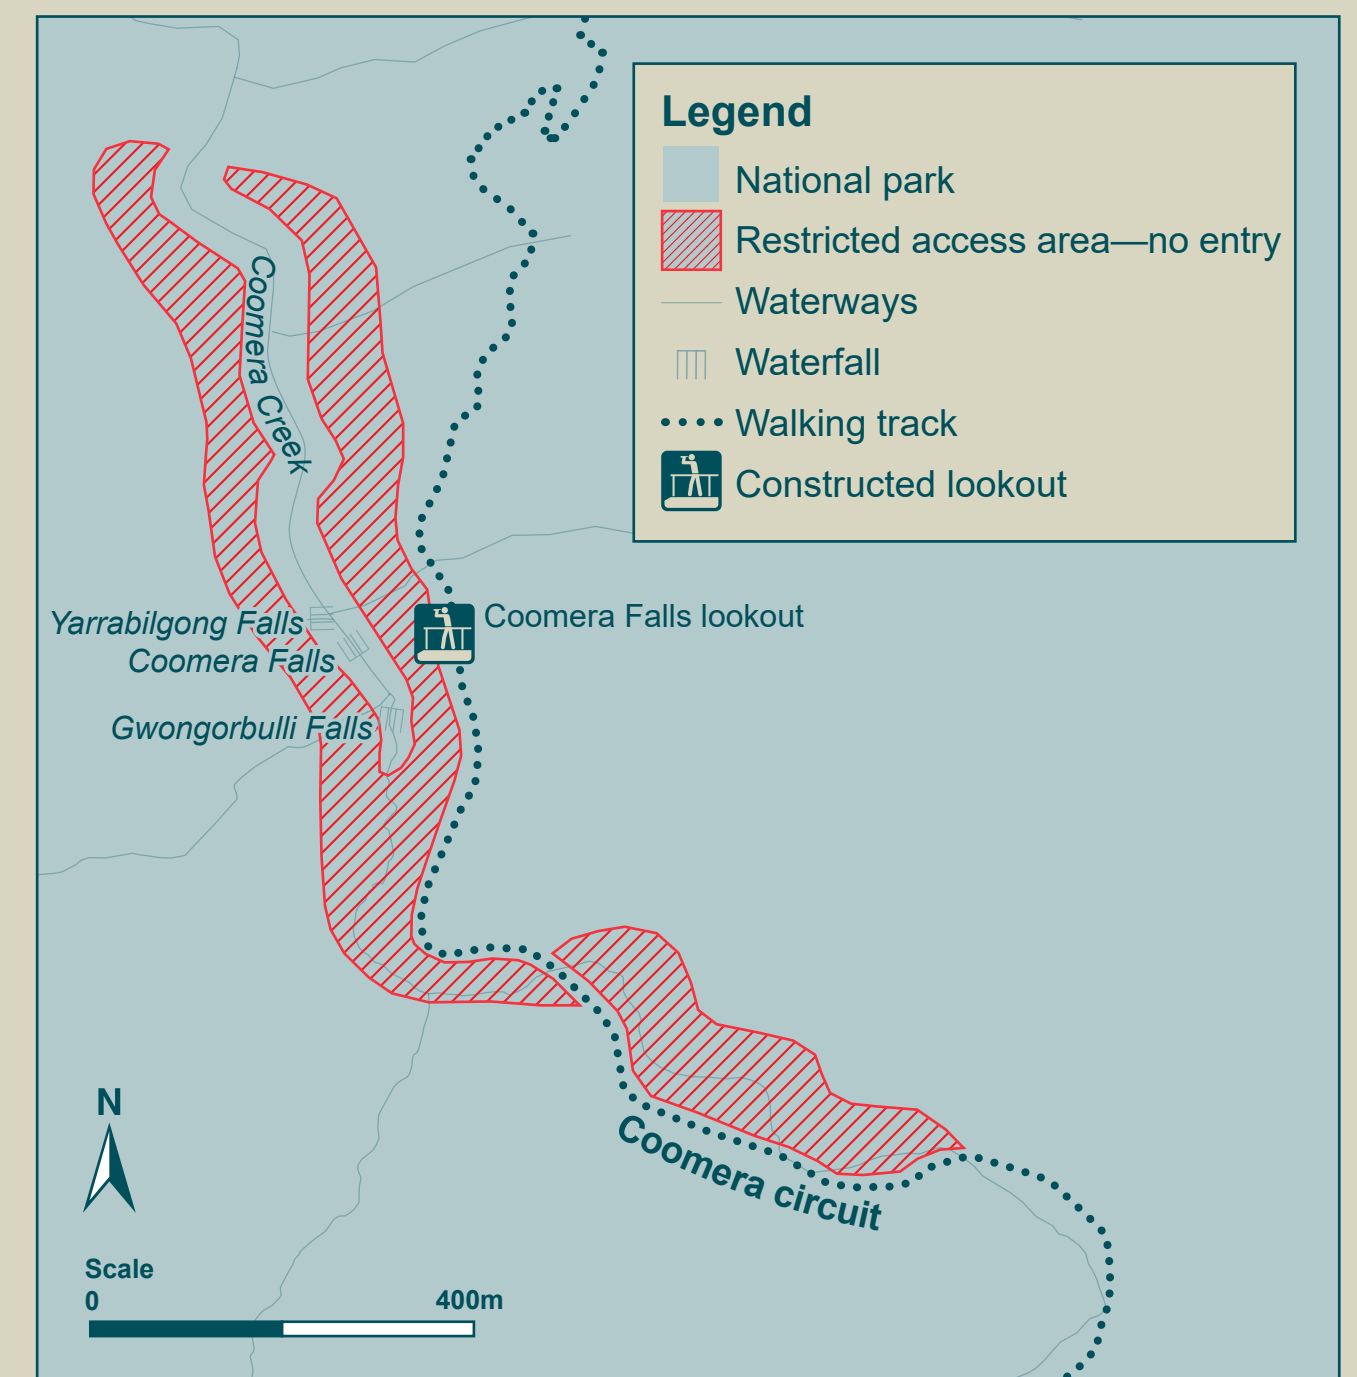 Legend
National park
Restricted access area—no entry
Waterways
Waterfall
Walking track
Constructed lookout
Coomera Creek
Yarrabilgong Falls
Coomera Falls lookout
Coomera Falls
Gwongorbulli Falls
N
Coomera circuit
Scale
0 400m